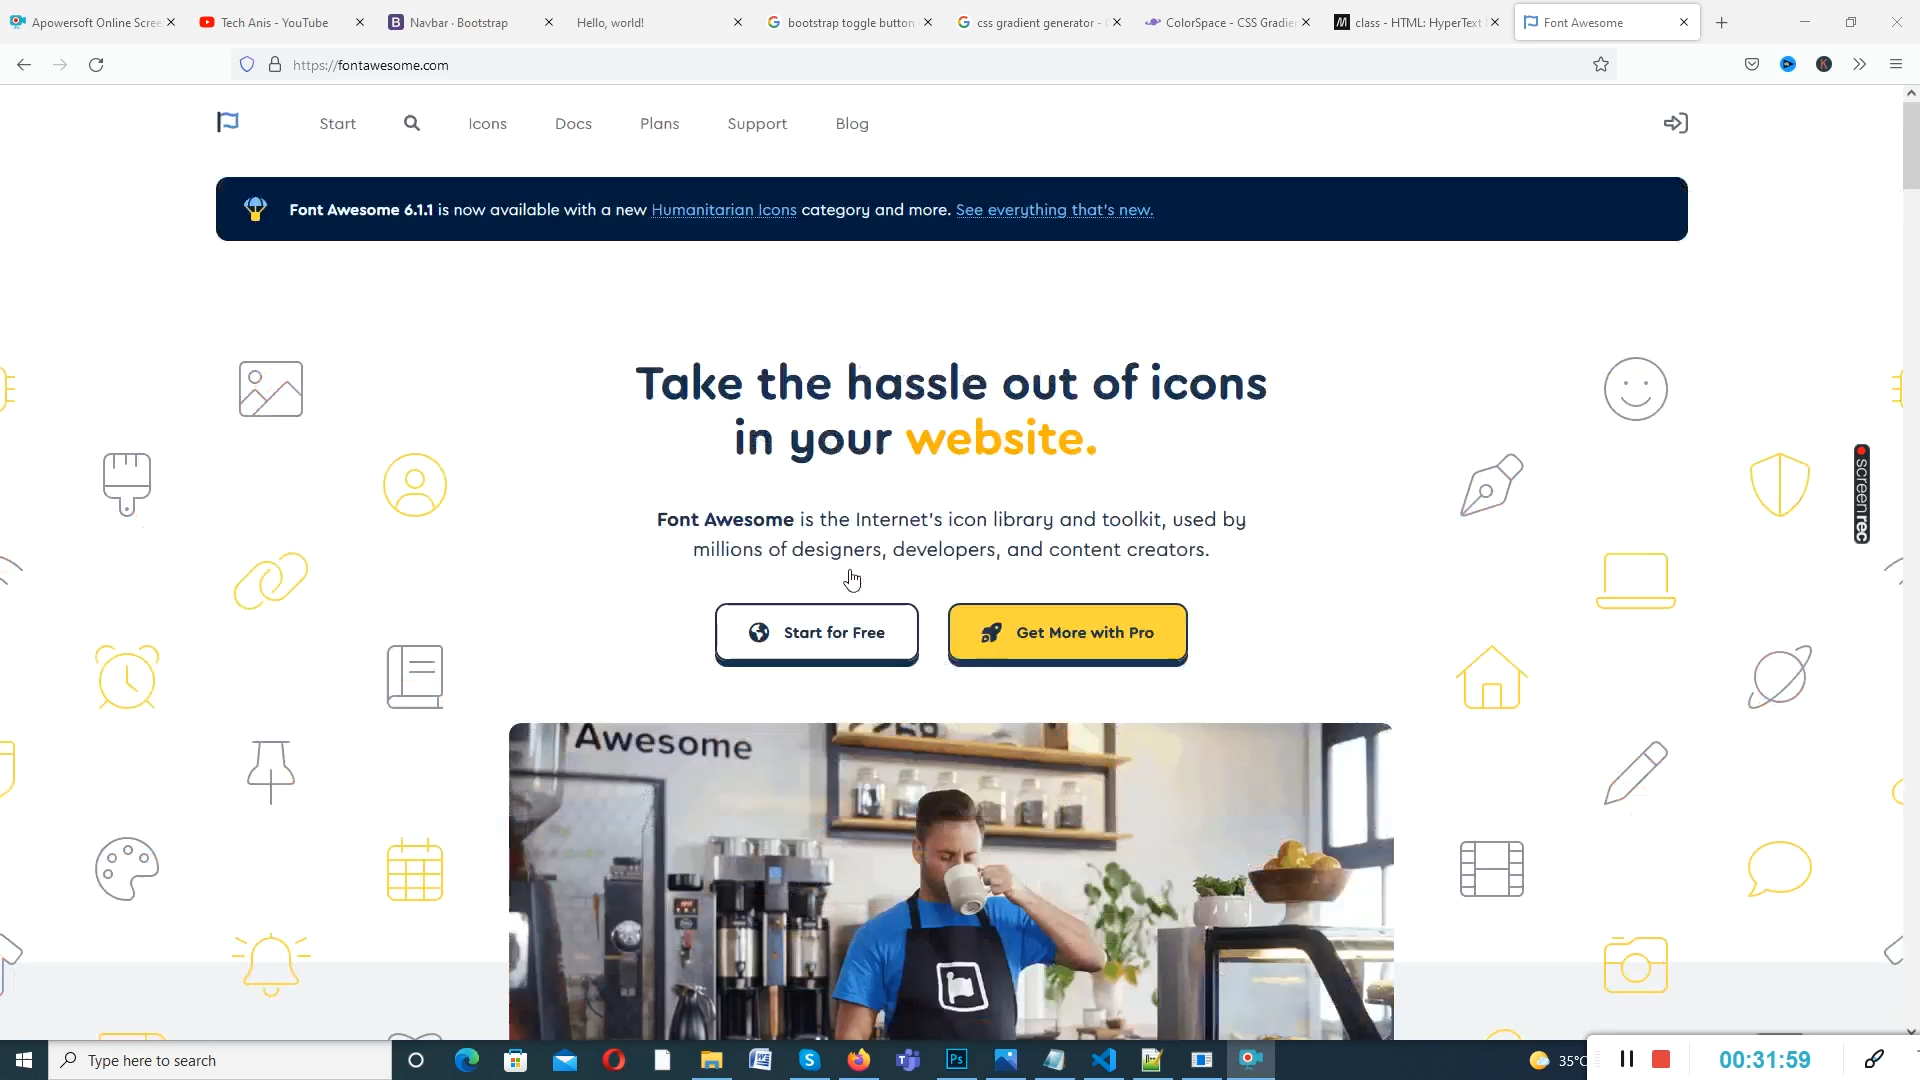 Apowersoft Online Scree
Tech Anis - YouTube
Navbar · Bootstrap
Hello, world!
bootstrap toggle button
css gradient generator -
ColorSpace - CSS Gradie
class - HTML: HyperText
Font Awesome
https://fontawesome.com
Start
Icons
Docs
Plans
Support
Blog
Font Awesome 6.1.1 is now available with a new Humanitarian Icons category and more. See everything that's new.
Take the hassle out of icons
in your website.
Font Awesome is the Internet's icon library and toolkit, used by
millions of designers, developers, and content creators.
Start for Free
Get More with Pro
Awesome
screenrec
Type here to search
35°C
00:31:59